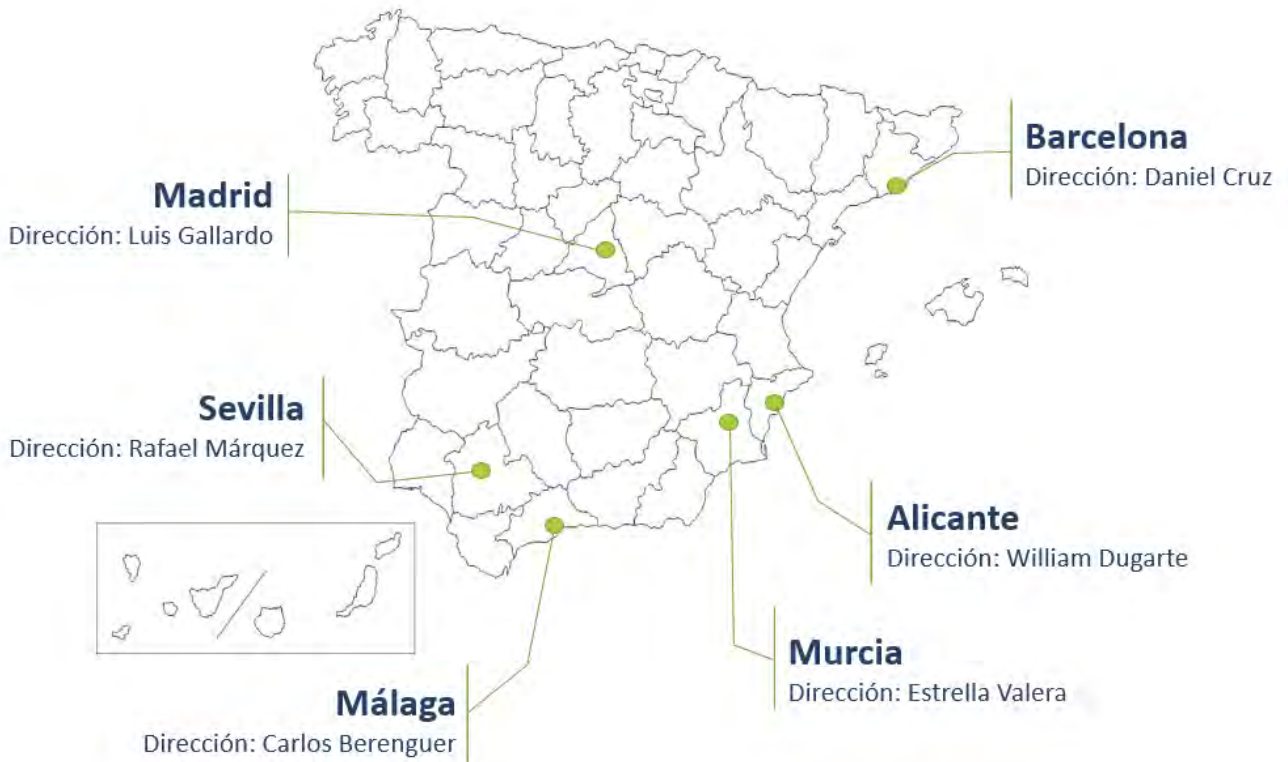 Barcelona
Dirección: Daniel Cruz
Madrid
Dirección: Luis Gallardo
Sevilla
Dirección: Rafael Márquez
Alicante
Dirección: William Dugarte
Murcia
Dirección: Estrella Valera
Málaga
Dirección: Carlos Berenguer